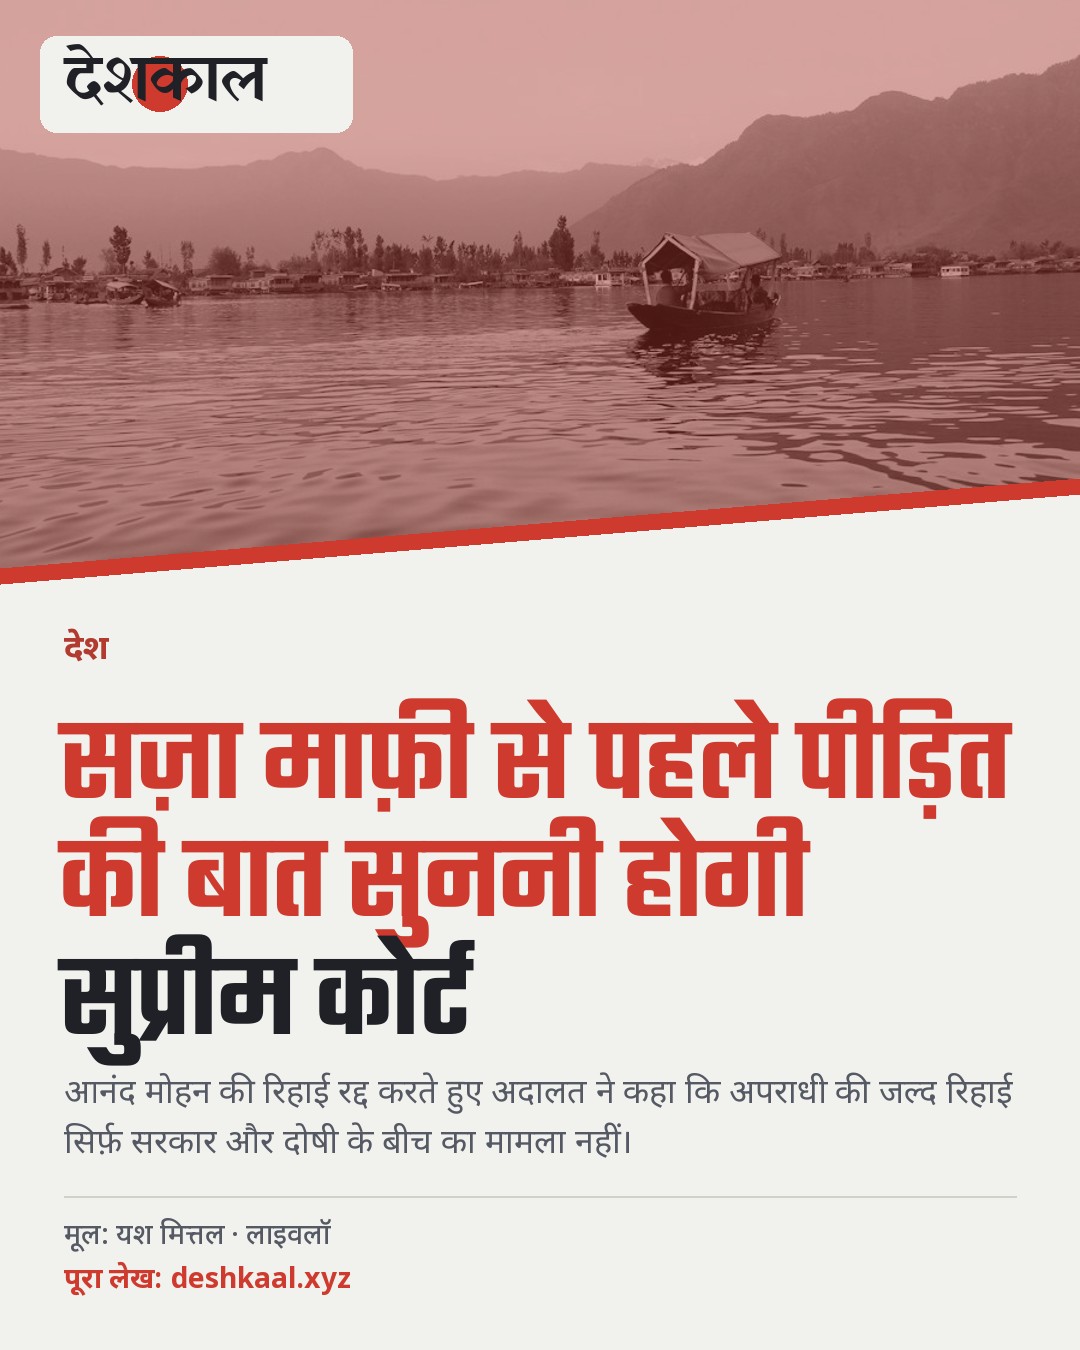 देशकाल
देश
सज़ा माफ़ी से पहले पीड़ित
की बात सुननी होगी
सुप्रीम कोर्ट
आनंद मोहन की रिहाई रद्द करते हुए अदालत ने कहा कि अपराधी की जल्द रिहाई
सिर्फ़ सरकार और दोषी के बीच का मामला नहीं।
मूल: यश मित्तल · लाइवलॉ
पूरा लेख: deshkaal.xyz